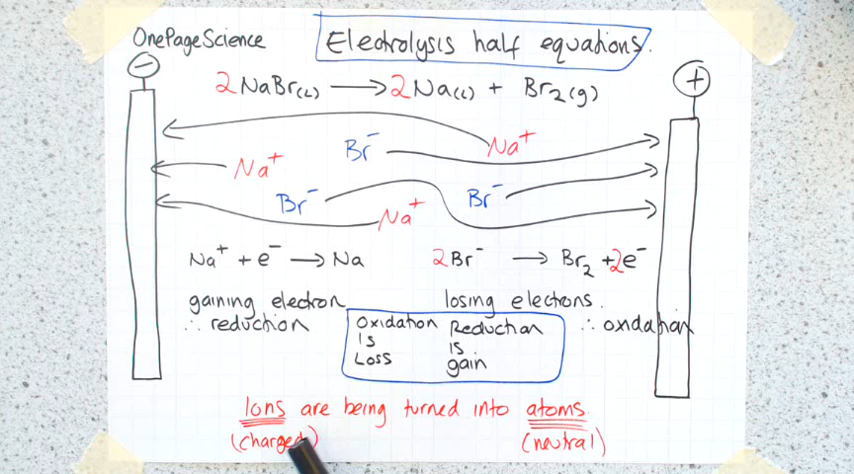 OnePageScience
Electrolysis half equations.
−
+
2NaBr(L) ⟶ 2Na(L) + Br₂(g)
Br⁻
Na⁺
Na⁺
Br⁻
Br⁻
Na⁺
Na⁺ + e⁻ ⟶ Na
2Br⁻ ⟶ Br₂ + 2e⁻
gaining electron
∴ reduction
losing electons.
∴ oxidation
Oxidation
Is
Loss
Reduction
is
gain
Ions are being turned into atoms
(charged)
(neutral)